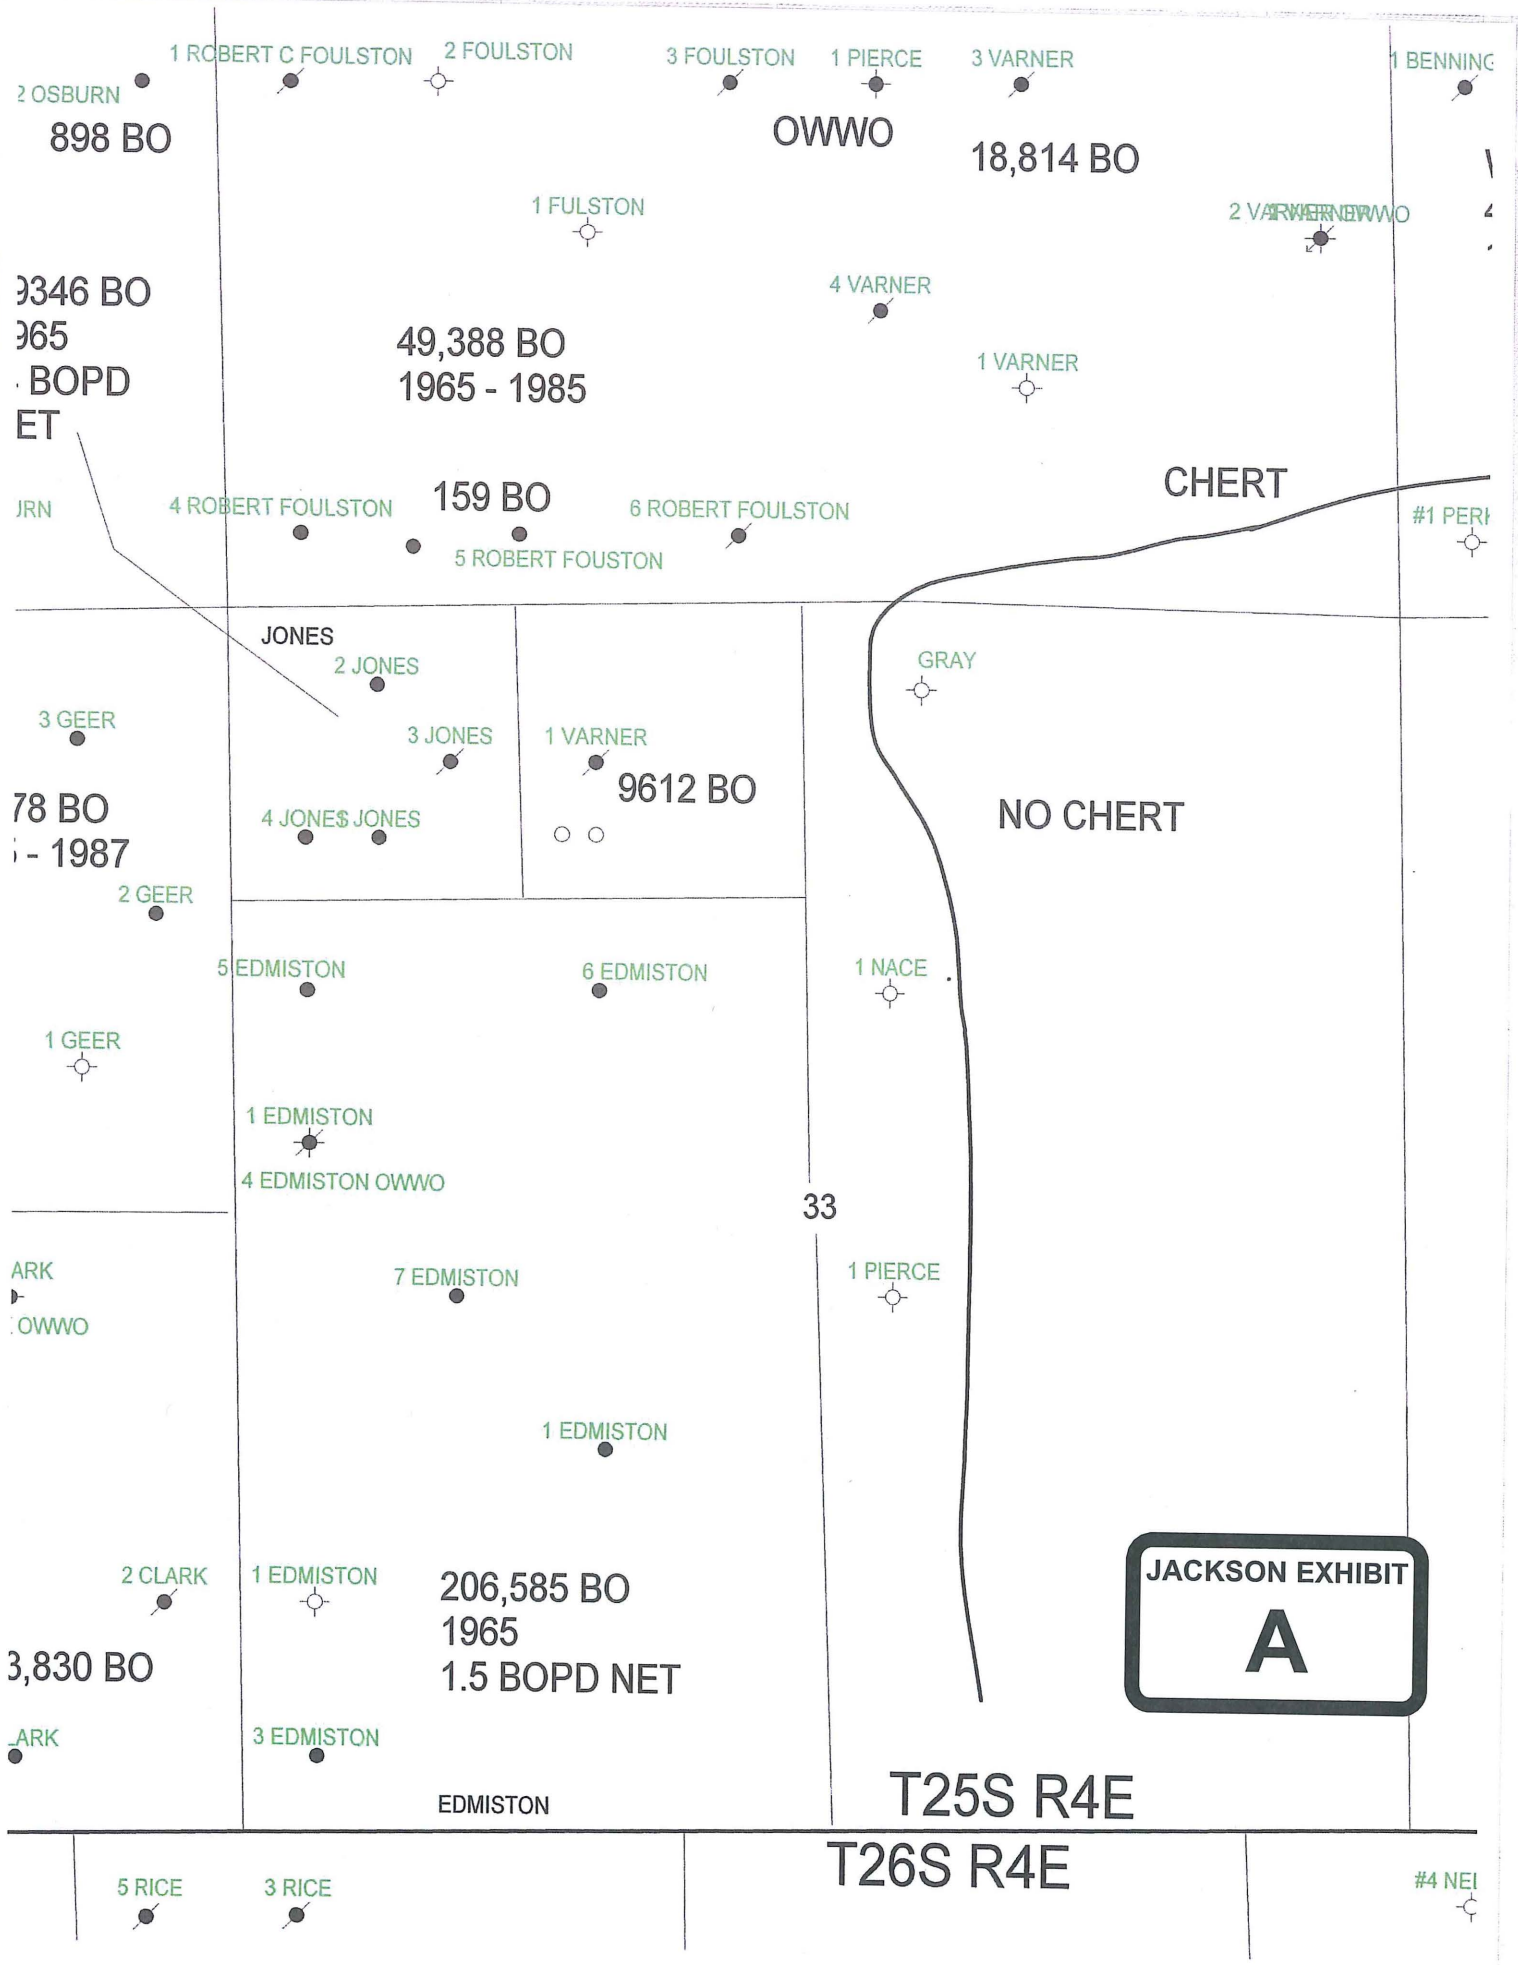 1 ROBERT C FOULSTON
2 FOULSTON
3 FOULSTON
1 PIERCE
3 VARNER
1 BENNING
2 OSBURN
898 BO
OWWO
18,814 BO
1 FULSTON
2 VARNER OWWO
4 VARNER
9346 BO
965
BOPD
ET
49,388 BO
1965 - 1985
1 VARNER
CHERT
JRN
4 ROBERT FOULSTON
159 BO
6 ROBERT FOULSTON
#1 PER
5 ROBERT FOUSTON
JONES
2 JONES
GRAY
3 GEER
3 JONES
1 VARNER
9612 BO
78 BO
- 1987
4 JONE$ JONES
NO CHERT
2 GEER
5 EDMISTON
6 EDMISTON
1 NACE
1 GEER
1 EDMISTON
4 EDMISTON OWWO
33
ARK
OWWO
7 EDMISTON
1 PIERCE
1 EDMISTON
2 CLARK
1 EDMISTON
206,585 BO
1965
1.5 BOPD NET
3,830 BO
JACKSON EXHIBIT
A
ARK
3 EDMISTON
EDMISTON
T25S R4E
T26S R4E
5 RICE
3 RICE
#4 NEI